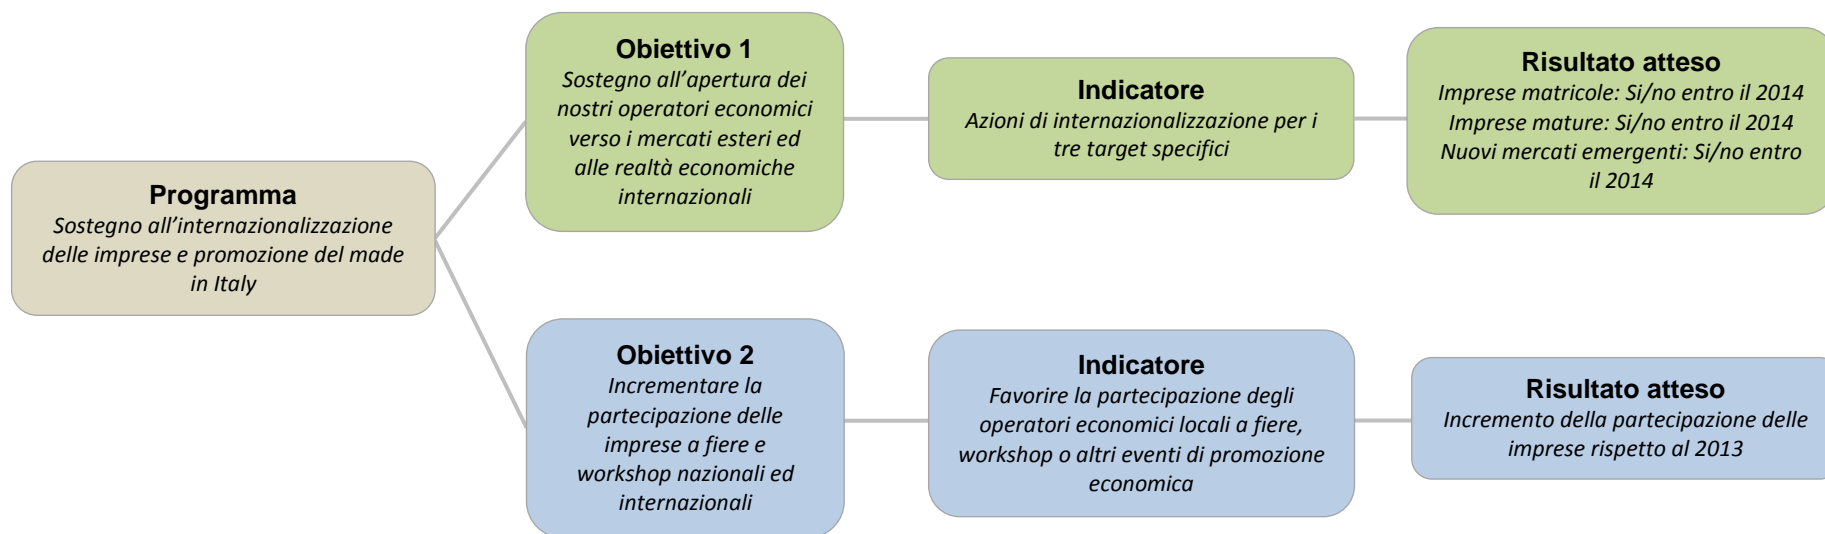 Programma
Sostegno all’internazionalizzazione
delle imprese e promozione del made
in Italy
Obiettivo 1
Sostegno all’apertura dei
nostri operatori economici
verso i mercati esteri ed
alle realtà economiche
internazionali
Indicatore
Azioni di internazionalizzazione per i
tre target specifici
Risultato atteso
Imprese matricole: Si/no entro il 2014
Imprese mature: Si/no entro il 2014
Nuovi mercati emergenti: Si/no entro
il 2014
Obiettivo 2
Incrementare la
partecipazione delle
imprese a fiere e
workshop nazionali ed
internazionali
Indicatore
Favorire la partecipazione degli
operatori economici locali a fiere,
workshop o altri eventi di promozione
economica
Risultato atteso
Incremento della partecipazione delle
imprese rispetto al 2013